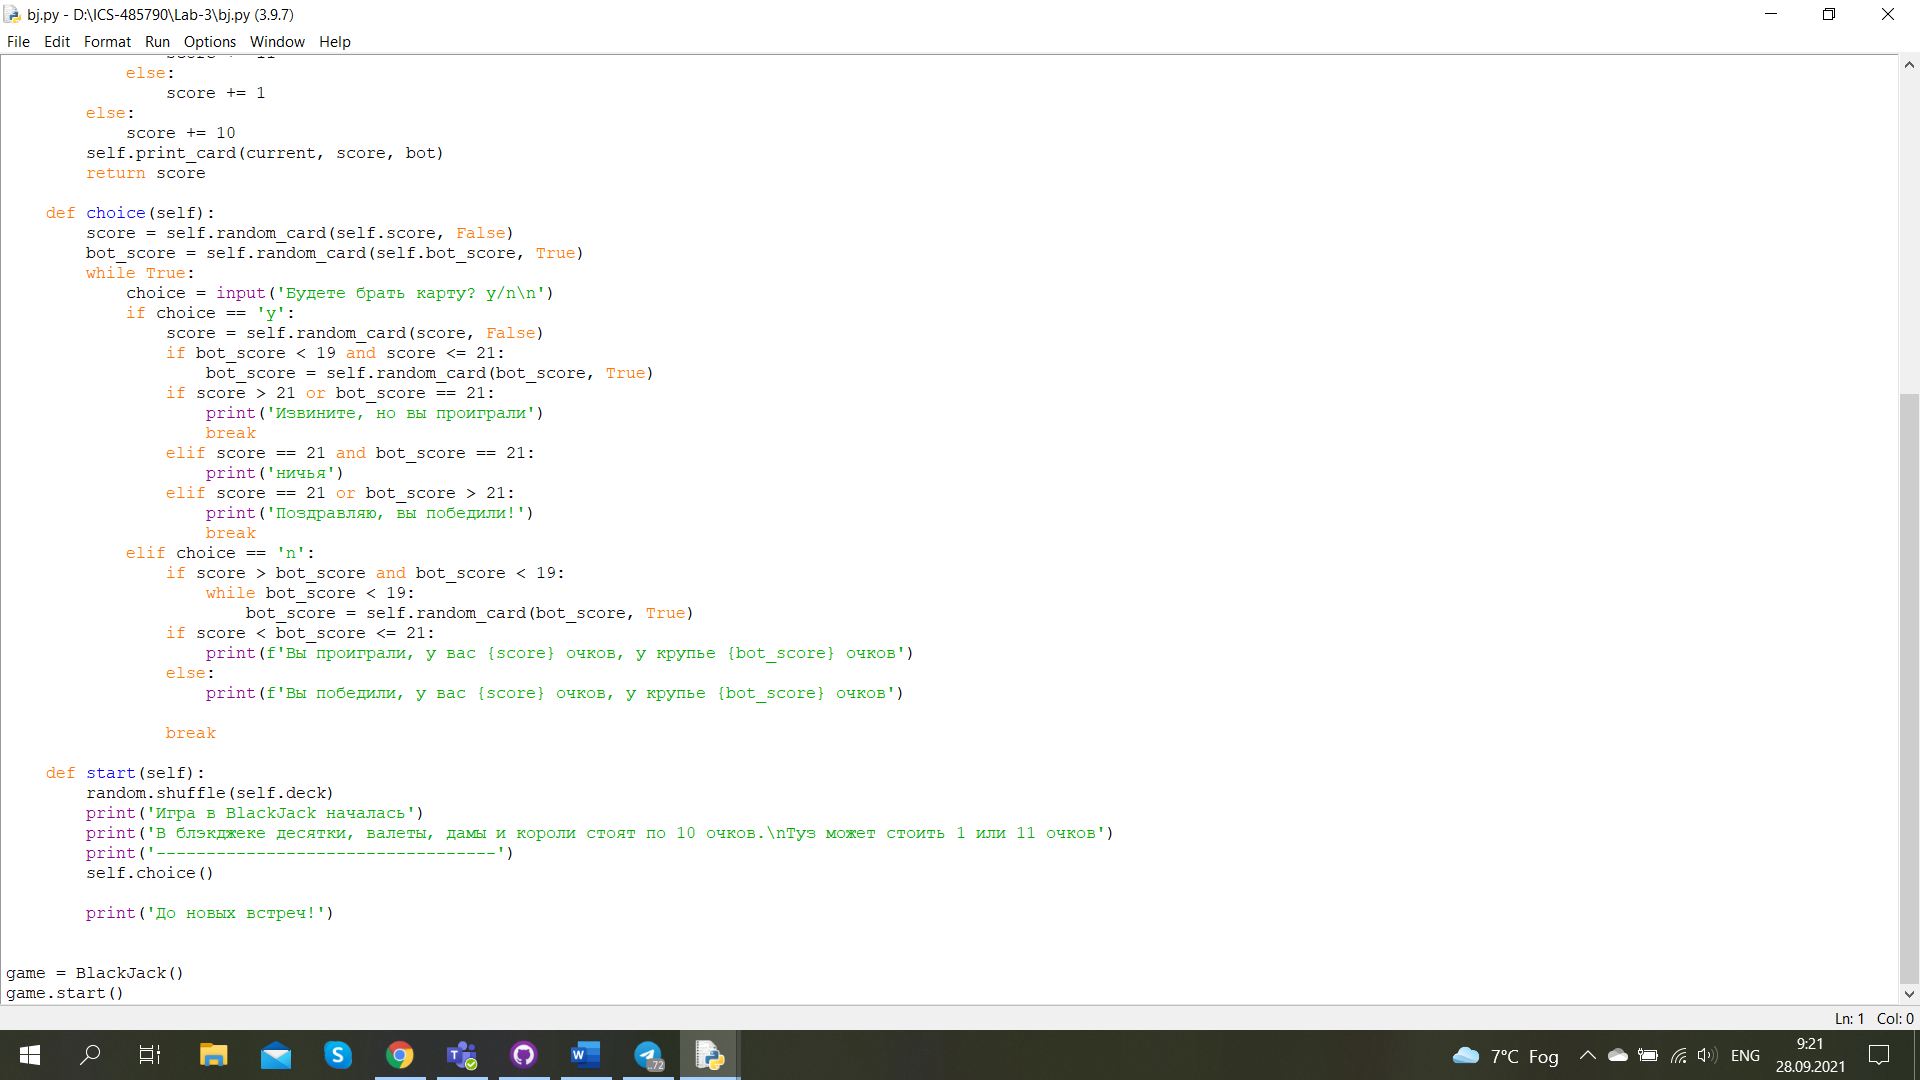 bj.py - D:\ICS-485790\Lab-3\bj.py (3.9.7)
File Edit Format Run Options Window Help
            else:
                score += 1
        else:
            score += 10
        self.print_card(current, score, bot)
        return score

    def choice(self):
        score = self.random_card(self.score, False)
        bot_score = self.random_card(self.bot_score, True)
        while True:
            choice = input('Будете брать карту? y/n\n')
            if choice == 'y':
                score = self.random_card(score, False)
                if bot_score < 19 and score <= 21:
                    bot_score = self.random_card(bot_score, True)
                if score > 21 or bot_score == 21:
                    print('Извините, но вы проиграли')
                    break
                elif score == 21 and bot_score == 21:
                    print('ничья')
                elif score == 21 or bot_score > 21:
                    print('Поздравляю, вы победили!')
                    break
            elif choice == 'n':
                if score > bot_score and bot_score < 19:
                    while bot_score < 19:
                        bot_score = self.random_card(bot_score, True)
                if score < bot_score <= 21:
                    print(f'Вы проиграли, у вас {score} очков, у крупье {bot_score} очков')
                else:
                    print(f'Вы победили, у вас {score} очков, у крупье {bot_score} очков')

                break

    def start(self):
        random.shuffle(self.deck)
        print('Игра в BlackJack началась')
        print('В блэкджеке десятки, валеты, дамы и короли стоят по 10 очков.\nТуз может стоить 1 или 11 очков')
        print('----------------------------------')
        self.choice()

        print('До новых встреч!')

game = BlackJack()
game.start()
Ln: 1 Col: 0
72
7°C Fog
ENG
9:21
28.09.2021